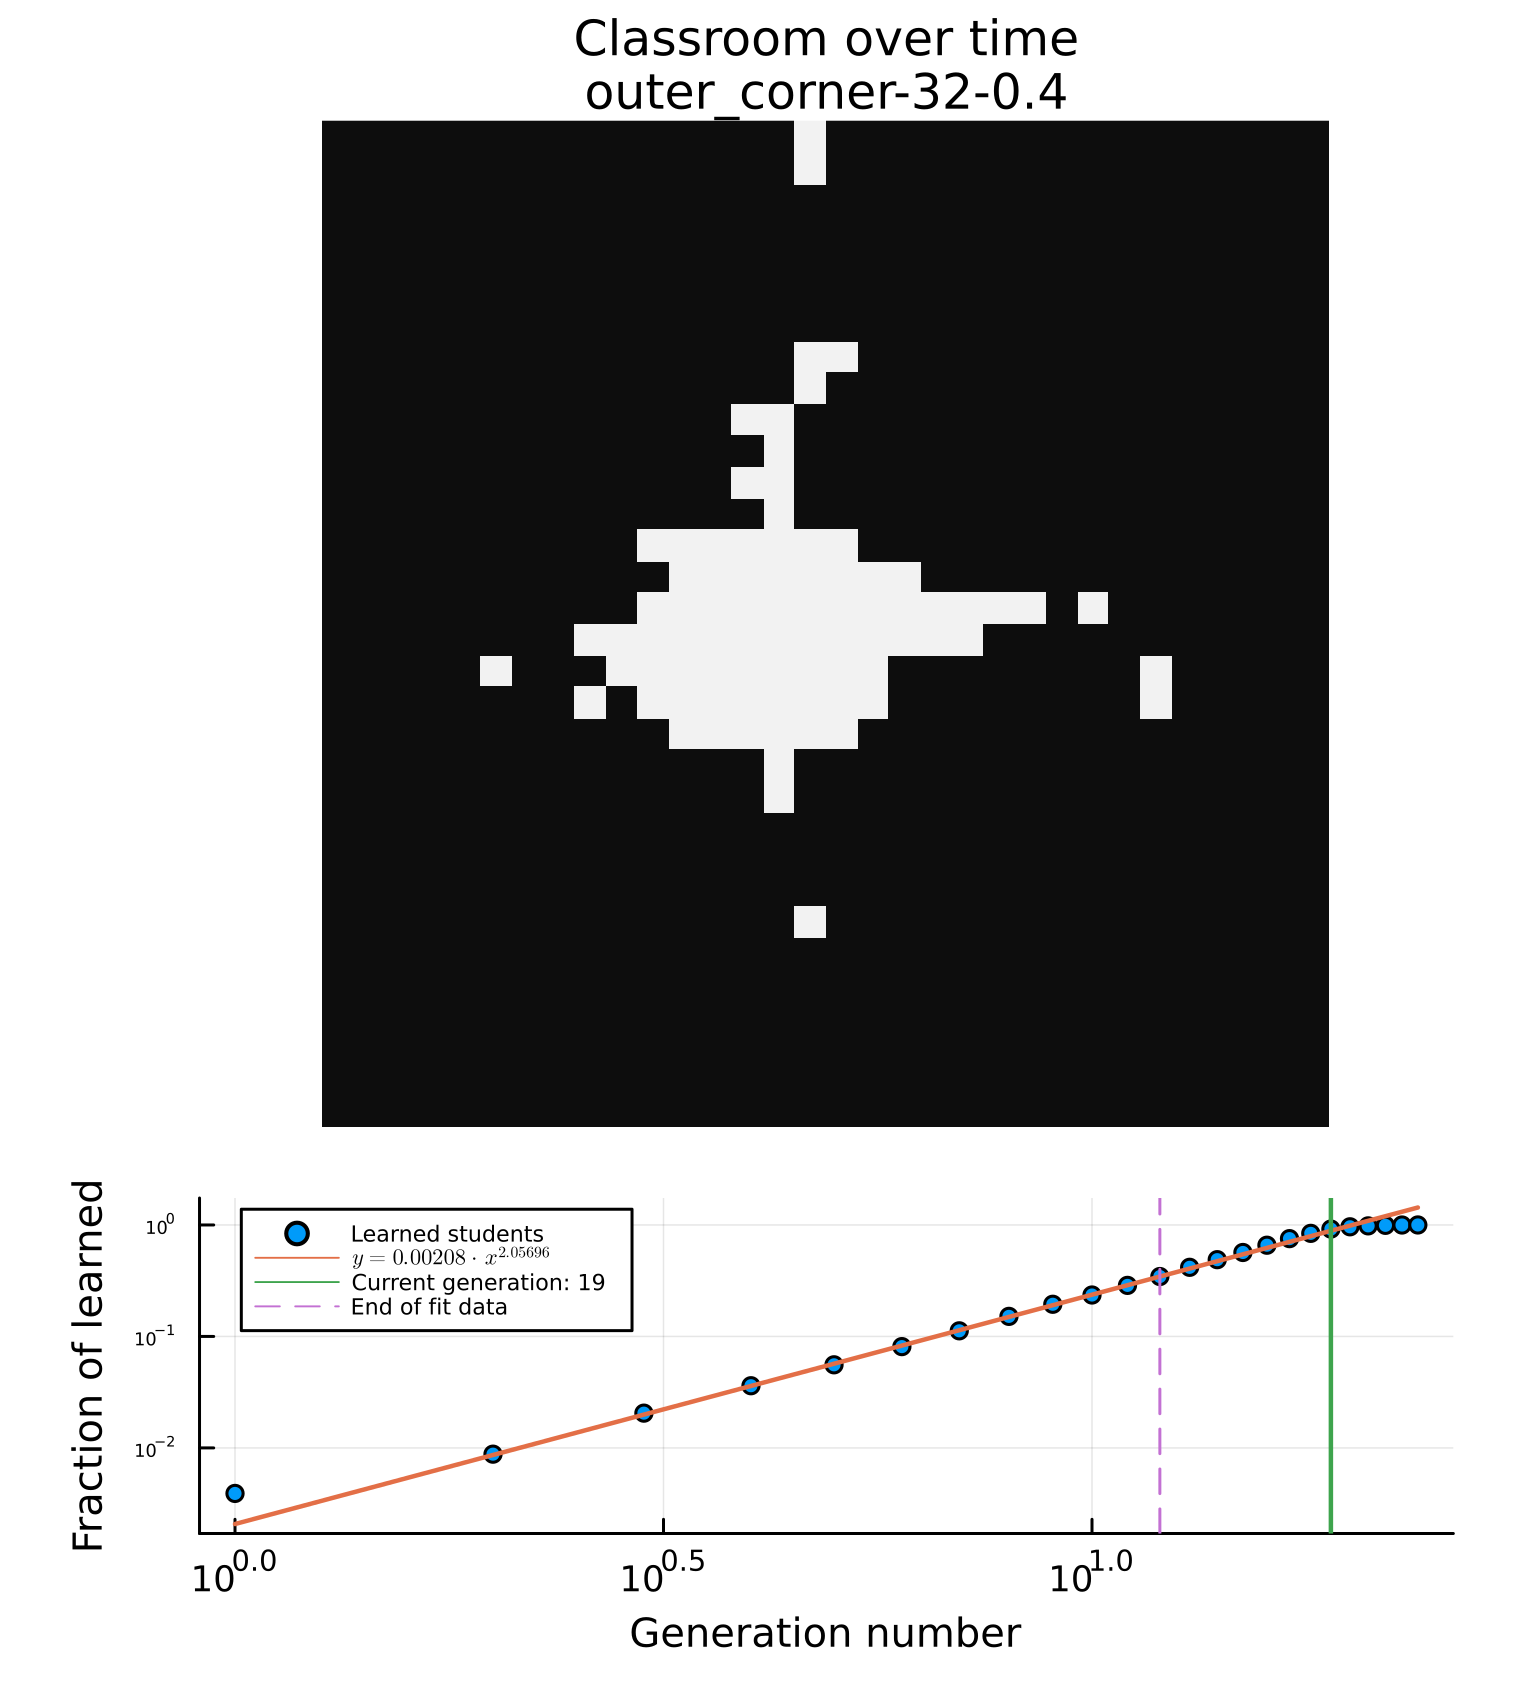 Classroom over time
outer_corner-32-0.4
Fraction of learned
10^0
10^−1
10^−2
Learned students
y = 0.00208 · x^2.05696
Current generation: 19
End of fit data
10^0.0 10^0.5 10^1.0
Generation number